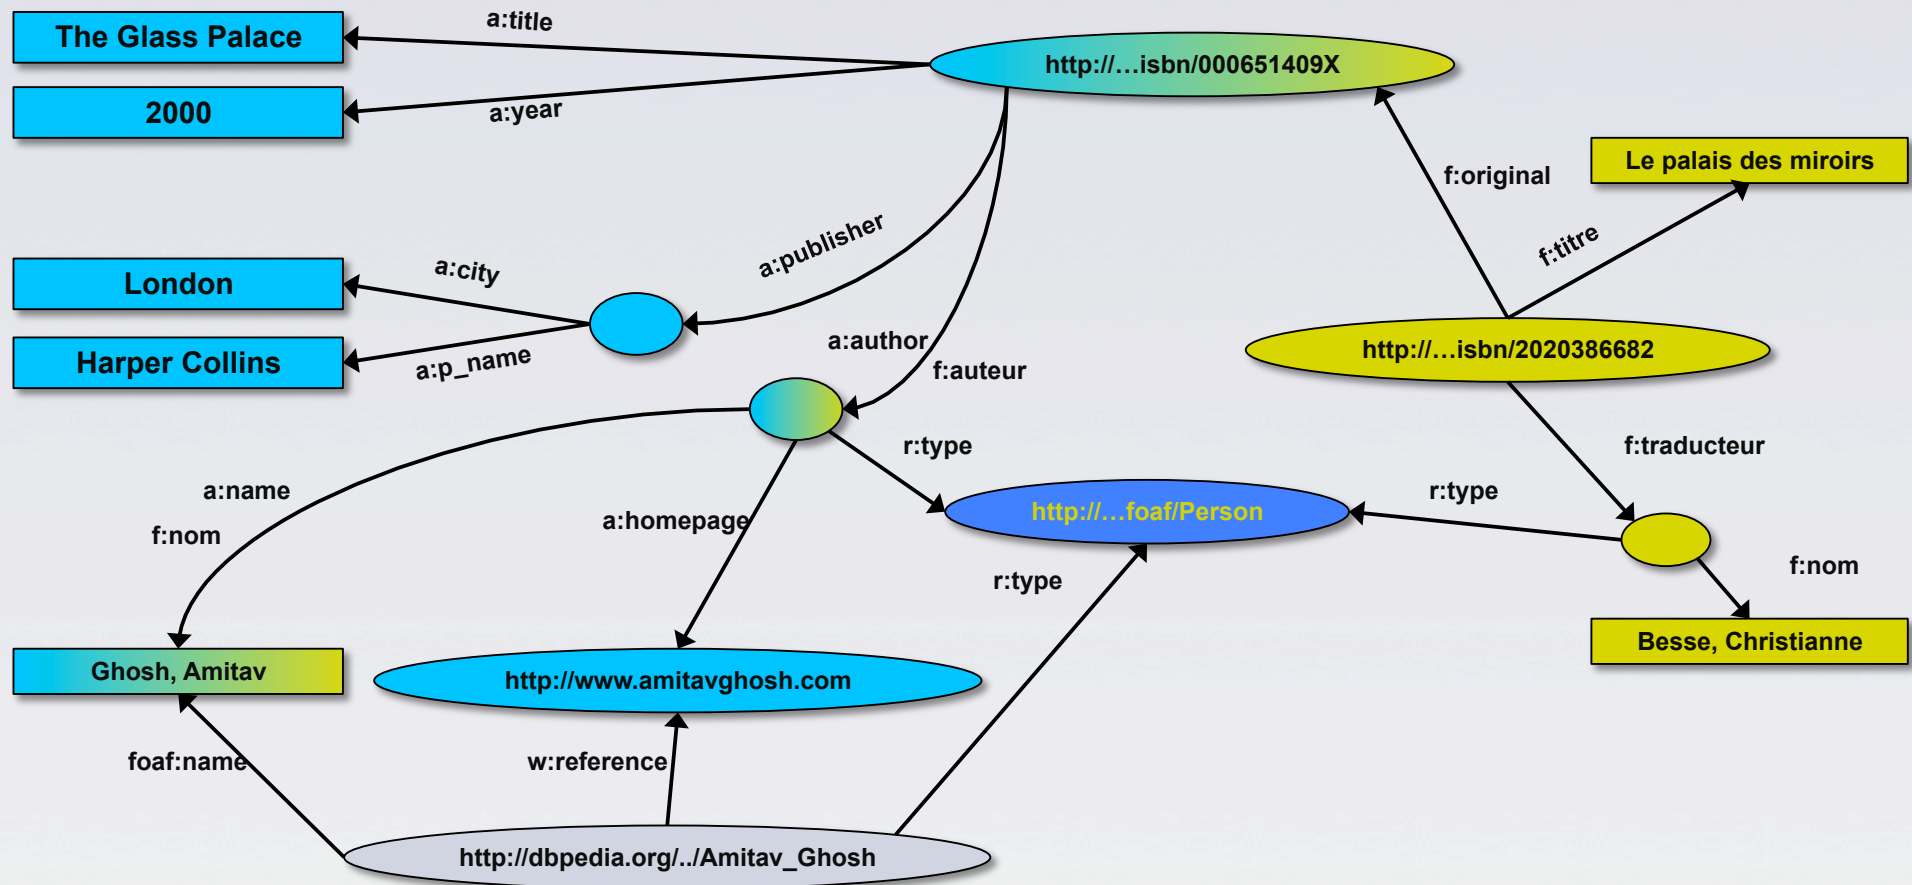 a:title
The Glass Palace
http://…isbn/000651409X
2000
a:year
Le palais des miroirs
f:original
a:publisher
f:titre
a:city
London
a:author
http://…isbn/2020386682
Harper Collins
a:p_name
f:auteur
r:type
f:traducteur
a:name
r:type
http://…foaf/Person
a:homepage
f:nom
f:nom
r:type
Besse, Christianne
Ghosh, Amitav
http://www.amitavghosh.com
foaf:name
w:reference
http://dbpedia.org/../Amitav_Ghosh